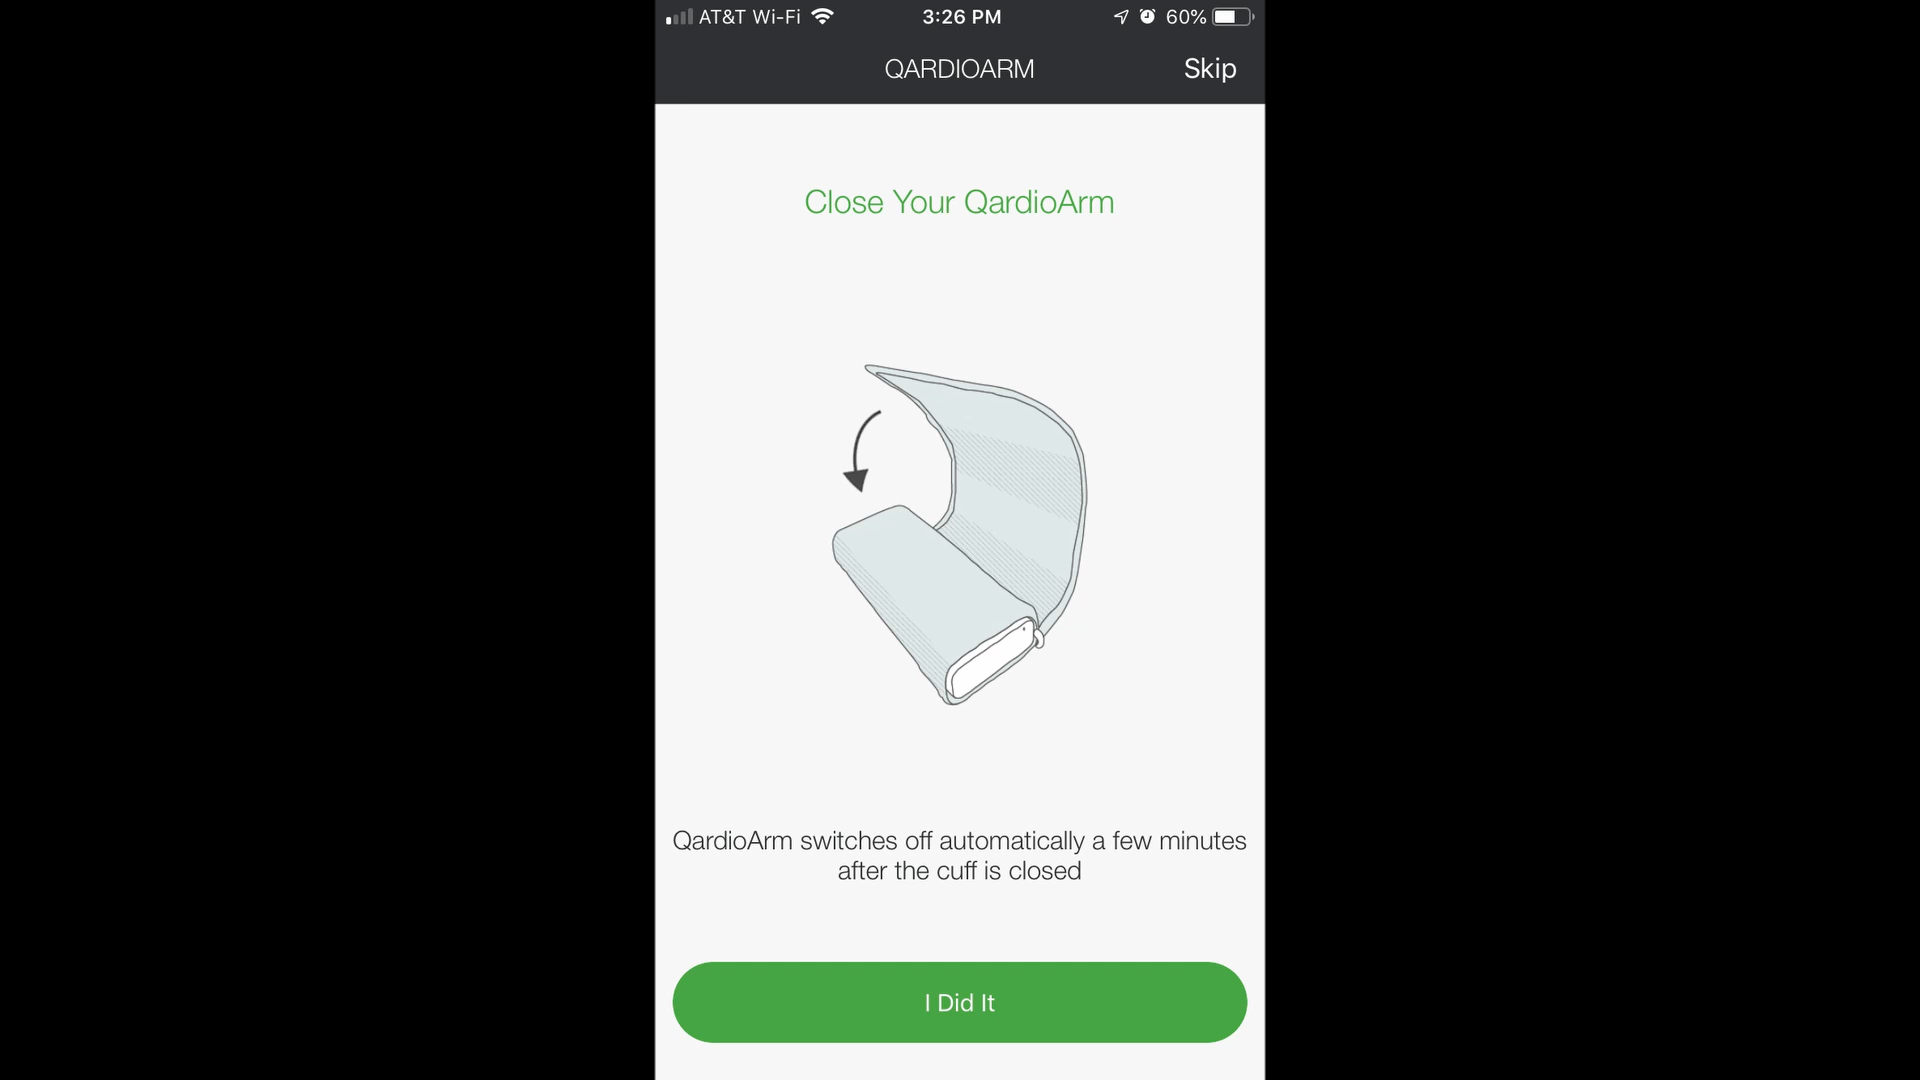 AT&T Wi-Fi 3:26 PM 60%
QARDIOARM Skip
Close Your QardioArm
QardioArm switches off automatically a few minutes
after the cuff is closed
I Did It